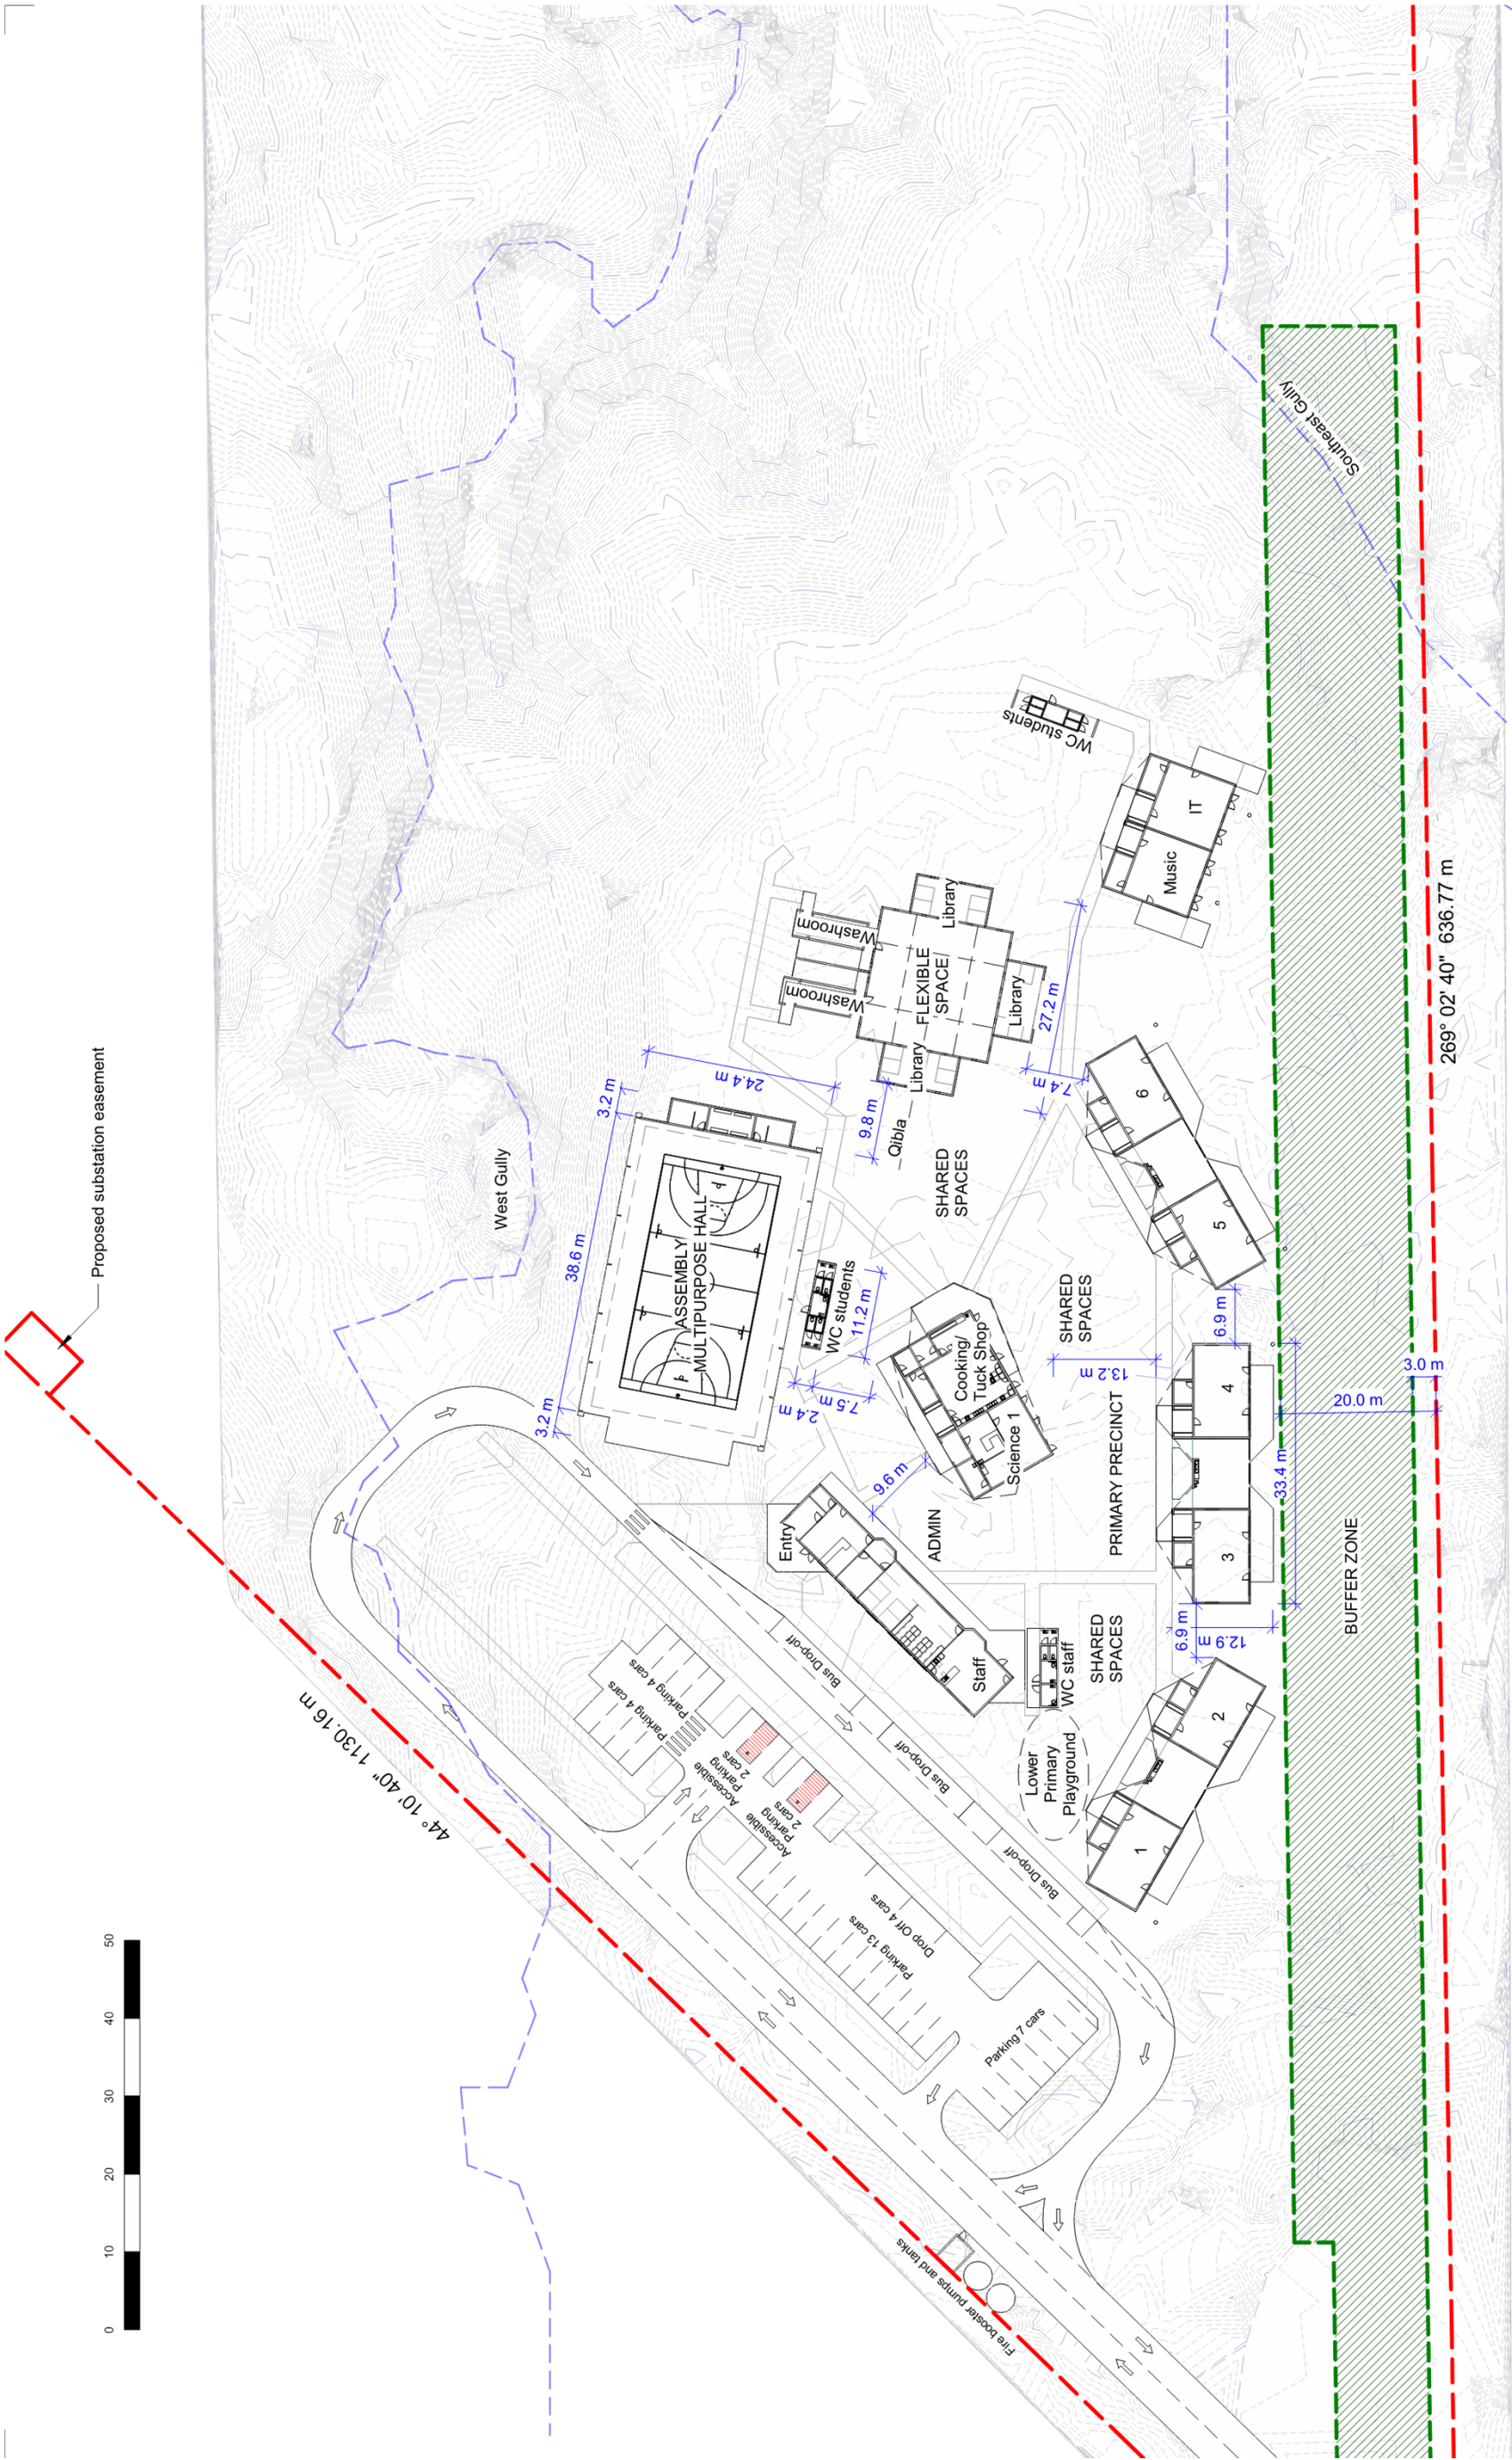 Proposed substation easement
44° 10' 40" 1130.16 m
269° 02' 40" 636.77 m
0
10
20
30
40
50
West Gully
Southeast Gully
3.2 m
38.6 m
3.2 m
24.4 m
ASSEMBLY
MULTIPURPOSE HALL
WC students
11.2 m
2.4 m
7.5 m
9.8 m
Qibla
Washroom
Washroom
FLEXIBLE
SPACE
Library
Library
Library
27.2 m
7.4 m
WC students
Music
IT
SHARED
SPACES
Cooking/
Tuck Shop
Science 1
9.6 m
Entry
ADMIN
Staff
WC staff
SHARED
SPACES
13.2 m
PRIMARY PRECINCT
SHARED
SPACES
Lower
Primary
Playground
1
2
3
4
5
6
6.9 m
12.9 m
6.9 m
33.4 m
3.0 m
20.0 m
BUFFER ZONE
Parking 4 cars
Parking 4 cars
Accessible
Parking
2 cars
Accessible
Parking
2 cars
Bus Drop-off
Bus Drop-off
Bus Drop-off
Drop Off 4 cars
Parking 13 cars
Parking 7 cars
Fire booster pumps and tanks